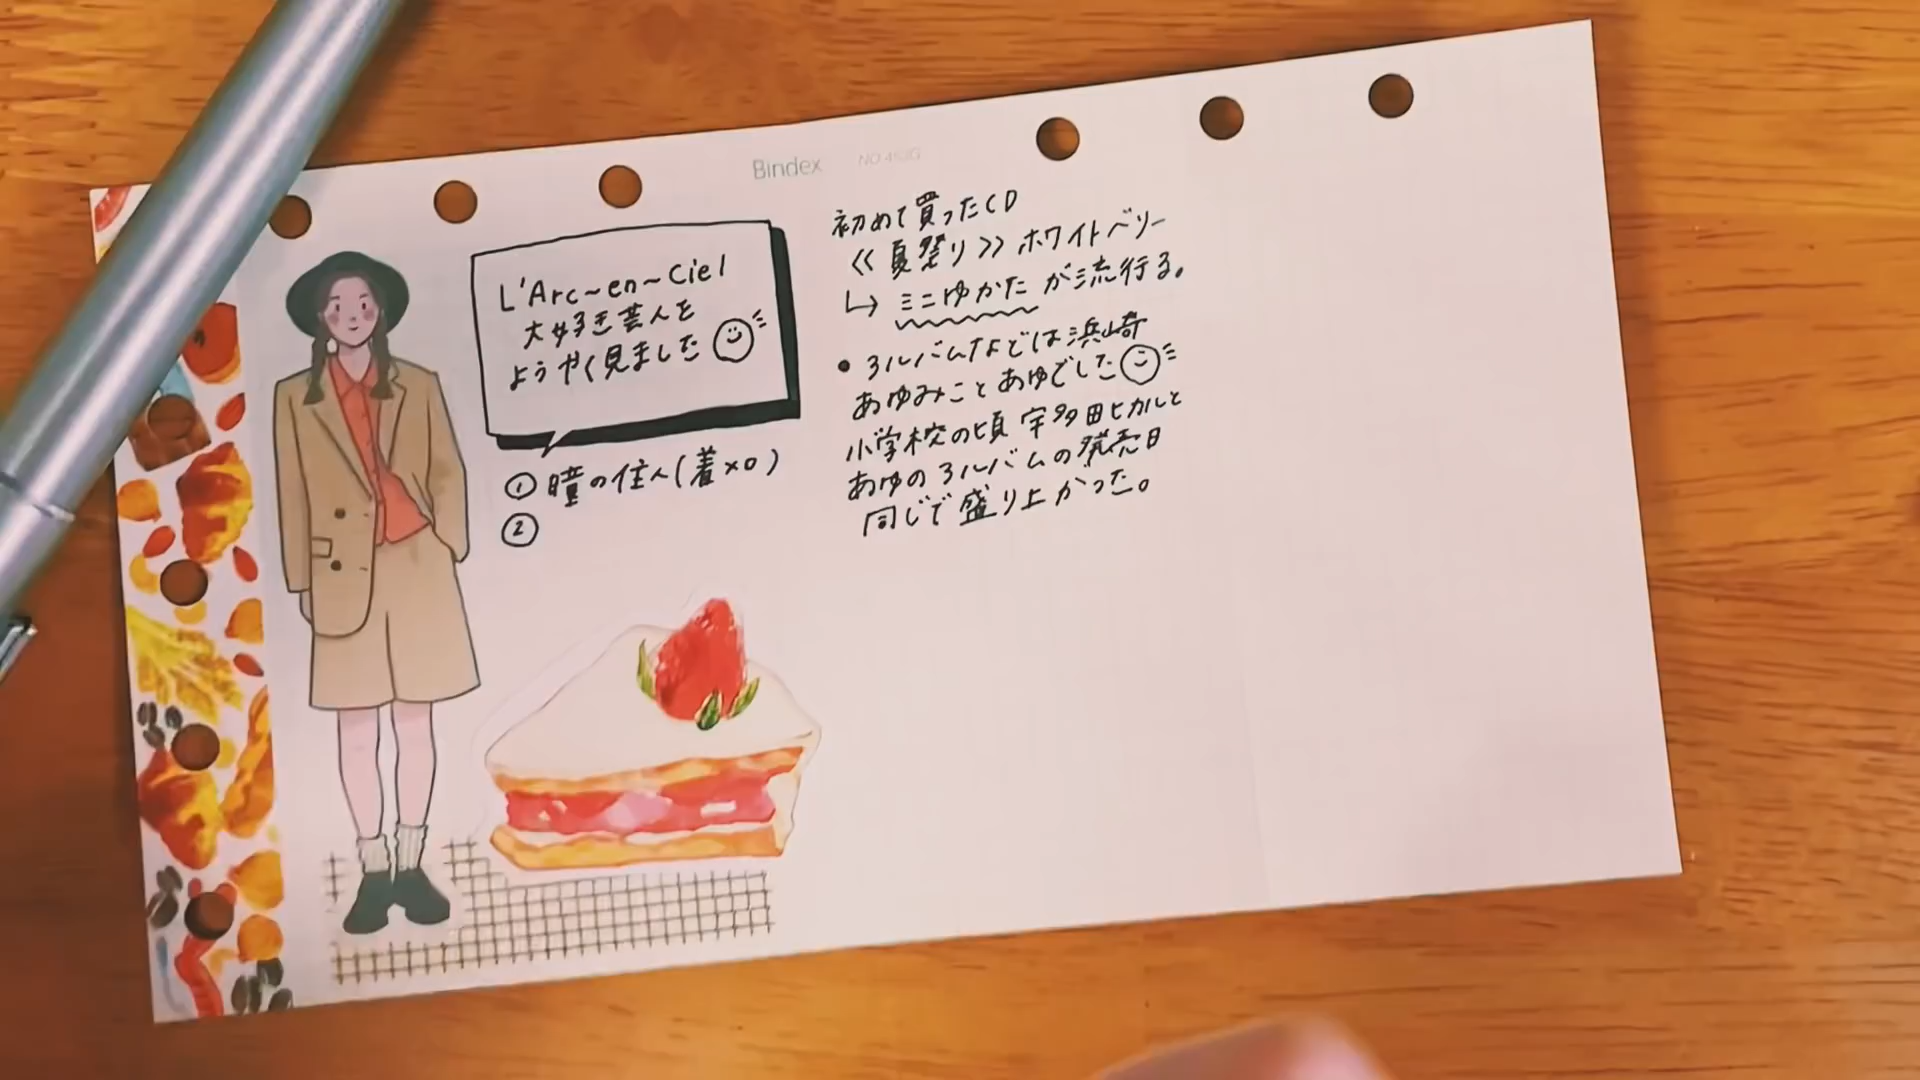 Bindex
L'Arc~en~Ciel
大好き芸人を
ようやく見ました
① 瞳の住人(着メロ)
②
初めて買ったCD
《夏祭り》ホワイトベリー
↳ ミニゆかたが流行る。
• アルバムなどは浜崎
あゆみことあゆでした
小学校の頃 宇多田ヒカルと
あゆのアルバムの発売日
同じで盛り上がった。